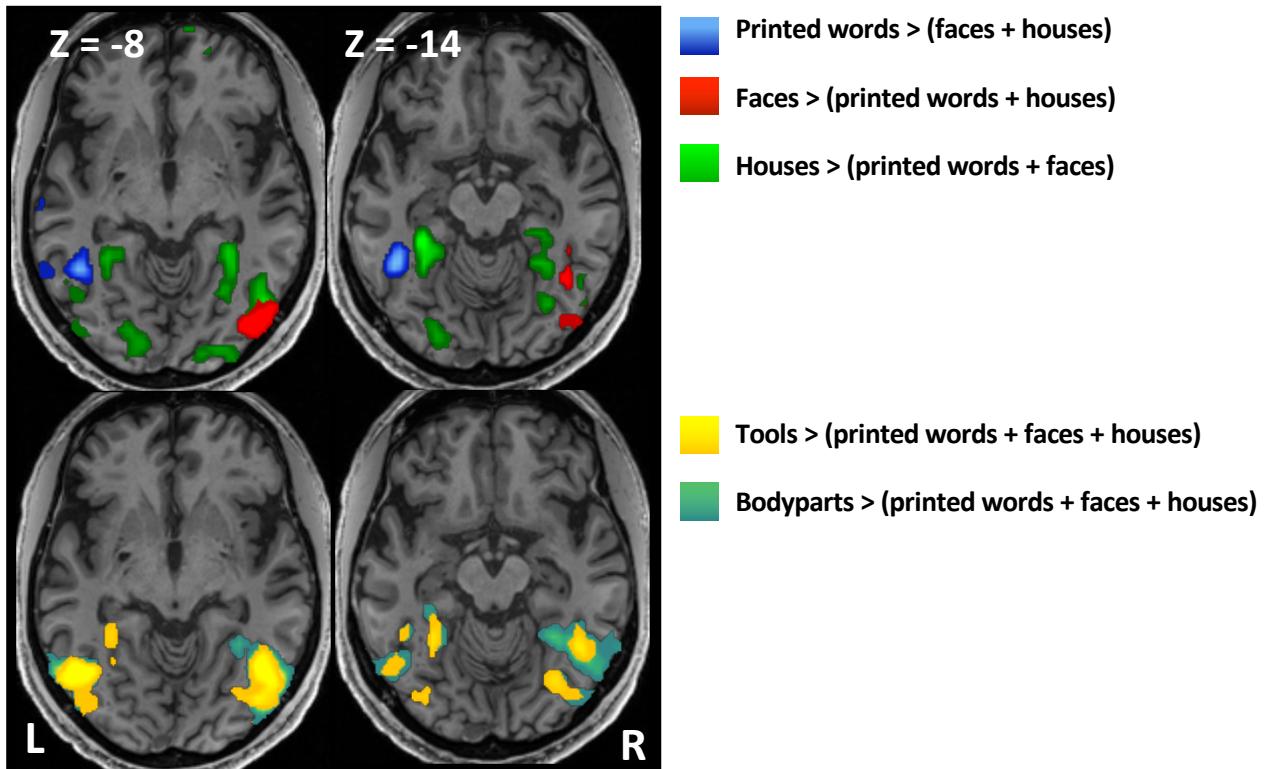 Z = -8
Z = -14
Printed words > (faces + houses)
Faces > (printed words + houses)
Houses > (printed words + faces)
Tools > (printed words + faces + houses)
Bodyparts > (printed words + faces + houses)
L
R